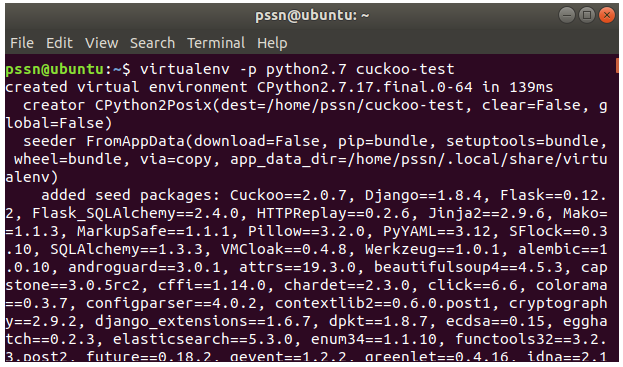 pssn@ubuntu: ~
File Edit View Search Terminal Help
pssn@ubuntu:~$ virtualenv -p python2.7 cuckoo-test
created virtual environment CPython2.7.17.final.0-64 in 139ms
  creator CPython2Posix(dest=/home/pssn/cuckoo-test, clear=False, g
lobal=False)
  seeder FromAppData(download=False, pip=bundle, setuptools=bundle,
 wheel=bundle, via=copy, app_data_dir=/home/pssn/.local/share/virtu
alenv)
    added seed packages: Cuckoo==2.0.7, Django==1.8.4, Flask==0.12.
2, Flask_SQLAlchemy==2.4.0, HTTPReplay==0.2.6, Jinja2==2.9.6, Mako=
=1.1.3, MarkupSafe==1.1.1, Pillow==3.2.0, PyYAML==3.12, SFlock==0.3
.10, SQLAlchemy==1.3.3, VMCloak==0.4.8, Werkzeug==1.0.1, alembic==1
.0.10, androguard==3.0.1, attrs==19.3.0, beautifulsoup4==4.5.3, cap
stone==3.0.5rc2, cffi==1.14.0, chardet==2.3.0, click==6.6, colorama
==0.3.7, configparser==4.0.2, contextlib2==0.6.0.post1, cryptograph
y==2.9.2, django_extensions==1.6.7, dpkt==1.8.7, ecdsa==0.15, eggha
tch==0.2.3, elasticsearch==5.3.0, enum34==1.1.10, functools32==3.2.
3.post2, future==0.18.2, gevent==1.2.2, greenlet==0.4.16, idna==2.1